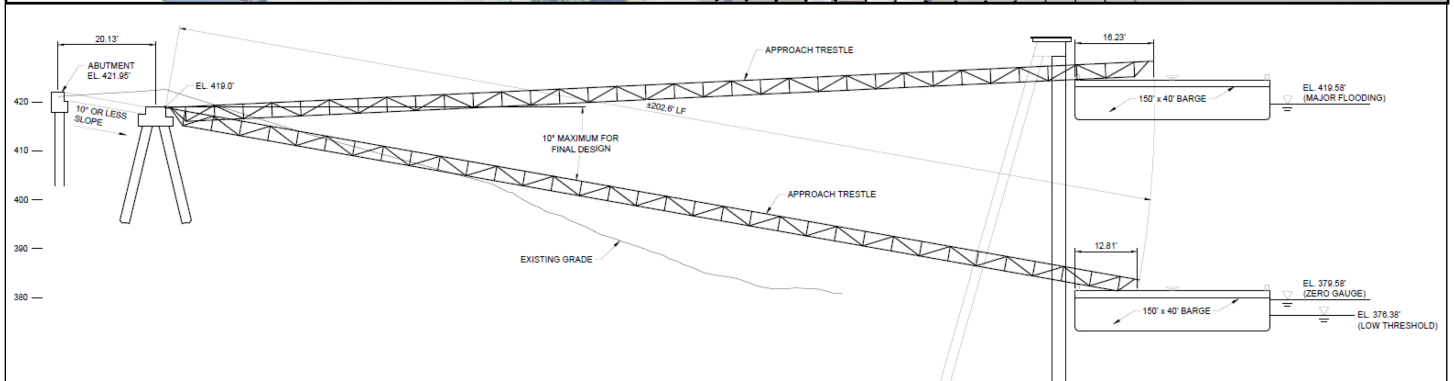 20.13'
ABUTMENT
EL. 421.95'
EL. 419.0'
10° OR LESS
SLOPE
APPROACH TRESTLE
±202.6' LF
10° MAXIMUM FOR
FINAL DESIGN
16.23'
150' x 40' BARGE
EL. 419.58'
(MAJOR FLOODING)
420
410
400
390
380
APPROACH TRESTLE
EXISTING GRADE
12.81'
150' x 40' BARGE
EL. 379.58'
(ZERO GAUGE)
EL. 376.38'
(LOW THRESHOLD)